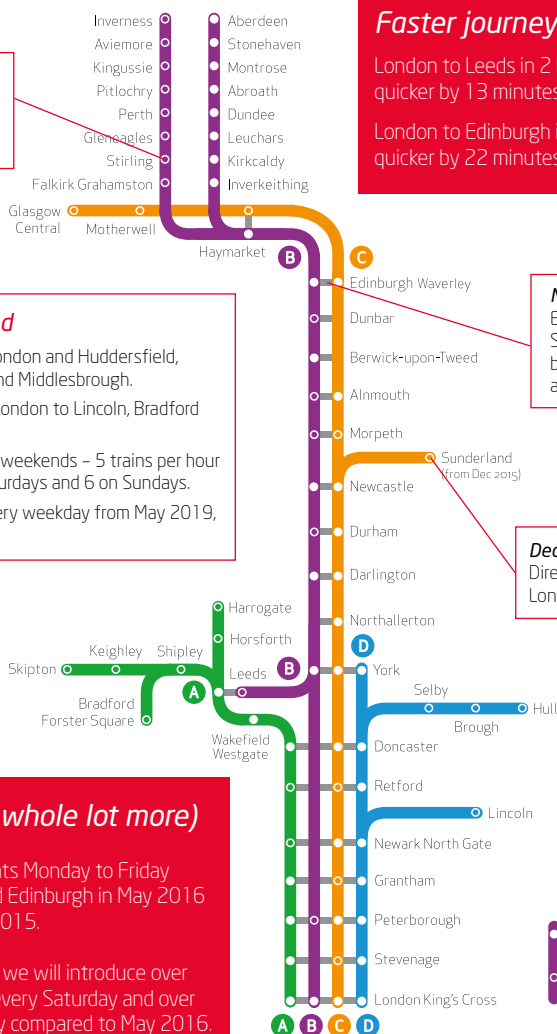 Faster journey
London to Leeds in 2
quicker by 13 minutes
London to Edinburgh i
quicker by 22 minutes
Inverness
Aviemore
Kingussie
Pitlochry
Perth
Gleneagles
Stirling
Falkirk Grahamston
Aberdeen
Stonehaven
Montrose
Abroath
Dundee
Leuchars
Kirkcaldy
Inverkeithing
Glasgow
Central
Motherwell
Haymarket
B
C
Edinburgh Waverley
Dunbar
Berwick-upon-Tweed
Alnmouth
Morpeth
Sunderland
(from Dec 2015)
Newcastle
Durham
Darlington
Northallerton
d
ondon and Huddersfield,
nd Middlesbrough.
ondon to Lincoln, Bradford
weekends – 5 trains per hour
turdays and 6 on Sundays.
ery weekday from May 2019,
Dec
Dire
Lon
Harrogate
Horsforth
Skipton
Keighley
Shipley
Leeds
B
D
A
Bradford
Forster Square
Wakefield
Westgate
York
Selby
Brough
Hull
Doncaster
Retford
Lincoln
Newark North Gate
Grantham
Peterborough
Stevenage
London King's Cross
A
B
C
D
whole lot more)
nts Monday to Friday
d Edinburgh in May 2016
015.
we will introduce over
every Saturday and over
y compared to May 2016.